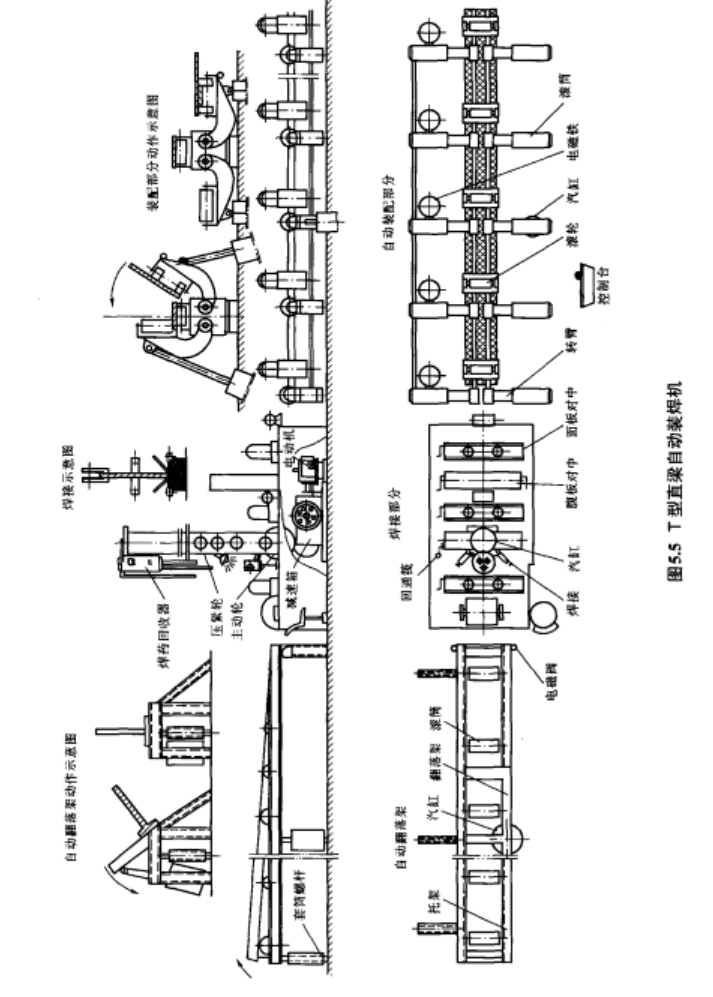 自动翻落架动作示意图
焊接示意图
装配部分动作示意图
焊药回收器
压紧轮
主动轮
减速箱
电动机
套筒螺杆
自动翻落架
焊接部分
自动装配部分
托架
汽缸
翻落架
滚筒
电磁阀
回通筏
焊接
汽缸
腹板对中
面板对中
转臂
滚轮
汽缸
电磁铁
滚筒
控制台
图5.5 T型直梁自动装焊机